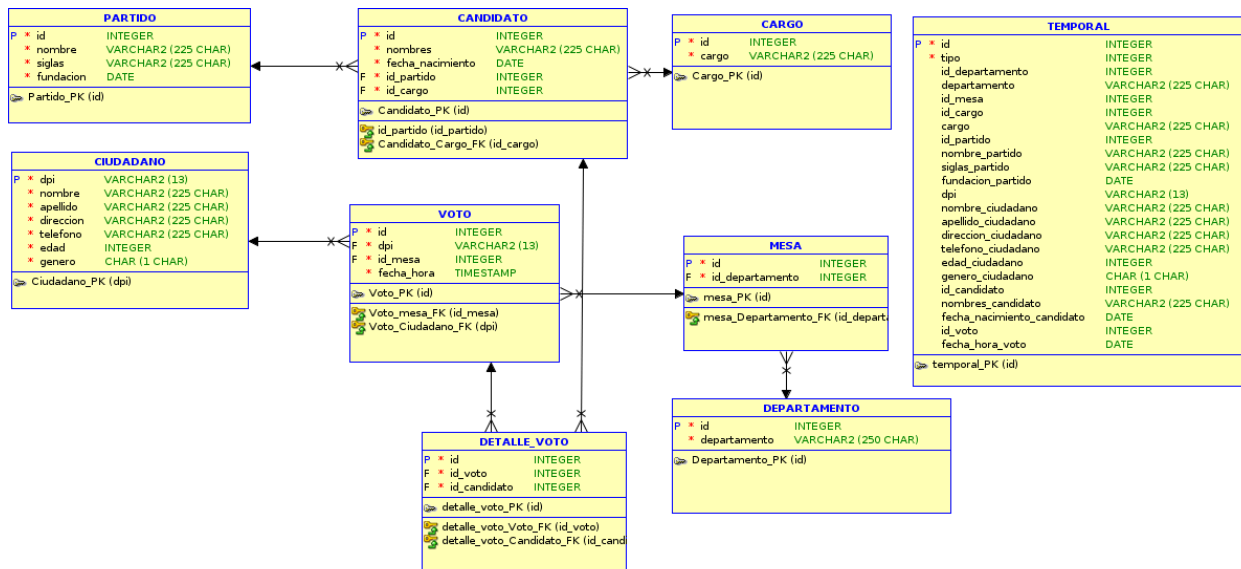 PARTIDO
P * id INTEGER
* nombre VARCHAR2 (225 CHAR)
* siglas VARCHAR2 (225 CHAR)
* fundacion DATE
Partido_PK (id)
CANDIDATO
P * id INTEGER
* nombres VARCHAR2 (225 CHAR)
* fecha_nacimiento DATE
F * id_partido INTEGER
F * id_cargo INTEGER
Candidato_PK (id)
id_partido (id_partido)
Candidato_Cargo_FK (id_cargo)
CARGO
P * id INTEGER
* cargo VARCHAR2 (225 CHAR)
Cargo_PK (id)
TEMPORAL
P * id INTEGER
* tipo INTEGER
id_departamento INTEGER
departamento VARCHAR2 (225 CHAR)
id_mesa INTEGER
id_cargo INTEGER
cargo VARCHAR2 (225 CHAR)
id_partido INTEGER
nombre_partido VARCHAR2 (225 CHAR)
siglas_partido VARCHAR2 (225 CHAR)
fundacion_partido DATE
dpi VARCHAR2 (13)
nombre_ciudadano VARCHAR2 (225 CHAR)
apellido_ciudadano VARCHAR2 (225 CHAR)
direccion_ciudadano VARCHAR2 (225 CHAR)
telefono_ciudadano VARCHAR2 (225 CHAR)
edad_ciudadano INTEGER
genero_ciudadano CHAR (1 CHAR)
id_candidato INTEGER
nombres_candidato VARCHAR2 (225 CHAR)
fecha_nacimiento_candidato DATE
id_voto INTEGER
fecha_hora_voto DATE
temporal_PK (id)
CIUDADANO
P * dpi VARCHAR2 (13)
* nombre VARCHAR2 (225 CHAR)
* apellido VARCHAR2 (225 CHAR)
* direccion VARCHAR2 (225 CHAR)
* telefono VARCHAR2 (225 CHAR)
* edad INTEGER
* genero CHAR (1 CHAR)
Ciudadano_PK (dpi)
VOTO
P * id INTEGER
F * dpi VARCHAR2 (13)
F * id_mesa INTEGER
* fecha_hora TIMESTAMP
Voto_PK (id)
Voto_mesa_FK (id_mesa)
Voto_Ciudadano_FK (dpi)
MESA
P * id INTEGER
F * id_departamento INTEGER
mesa_PK (id)
mesa_Departamento_FK (id_departa
DEPARTAMENTO
P * id INTEGER
* departamento VARCHAR2 (250 CHAR)
Departamento_PK (id)
DETALLE_VOTO
P * id INTEGER
F * id_voto INTEGER
F * id_candidato INTEGER
detalle_voto_PK (id)
detalle_voto_Voto_FK (id_voto)
detalle_voto_Candidato_FK (id_cand